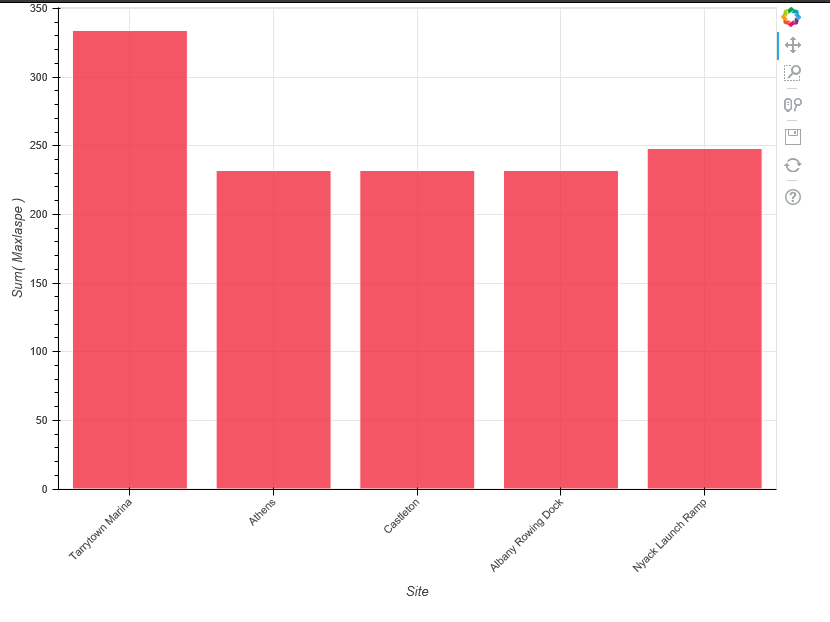 350
300
250
200
150
100
50
0
Sum( Maxlaspe )
Tarrytown Marina
Athens
Castleton
Albany Rowing Dock
Nyack Launch Ramp
Site